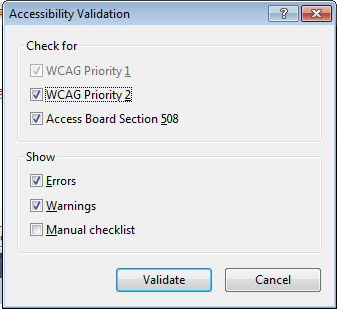 Accessibility Validation
Check for
WCAG Priority 1
WCAG Priority 2
Access Board Section 508
Show
Errors
Warnings
Manual checklist
Validate
Cancel